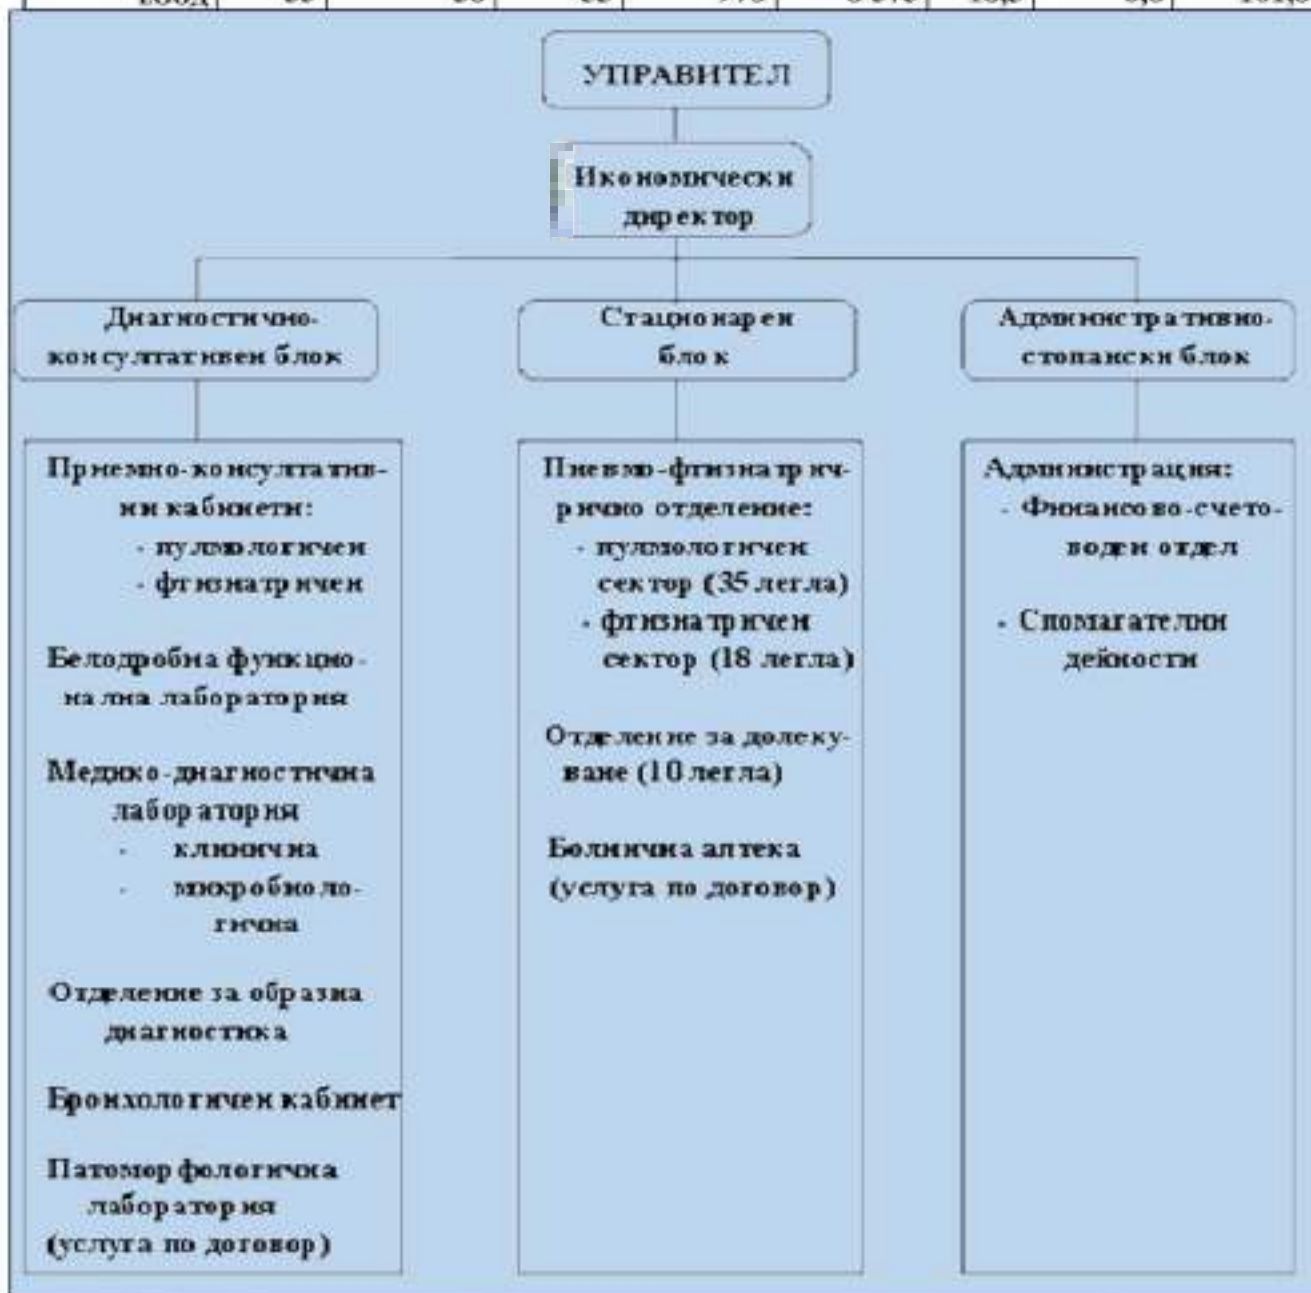 ЕООД
УПРАВИТЕЛ
Икономически
директор
Диагностично-
консултативен блок
Стационарен
блок
Административно-
стопански блок
Приемно-консултатив-
ни кабинети:
- пулмологичен
- фтизиатричен
Белодробна функцио-
нална лаборатория
Медико-диагностична
лаборатория
- клинична
- микробиоло-
гична
Отделение за образна
диагностика
Бронхологичен кабинет
Патоморфологична
лаборатория
(услуга по договор)
Пневмо-фтизиатрич-
рично отделение:
- пулмологичен
сектор (35 легла)
- фтизиатричен
сектор (18 легла)
Отделение за долеку-
ване (10 легла)
Болнична аптека
(услуга по договор)
Администрация:
- Финансово-счето-
воден отдел
- Спомагателни
дейности